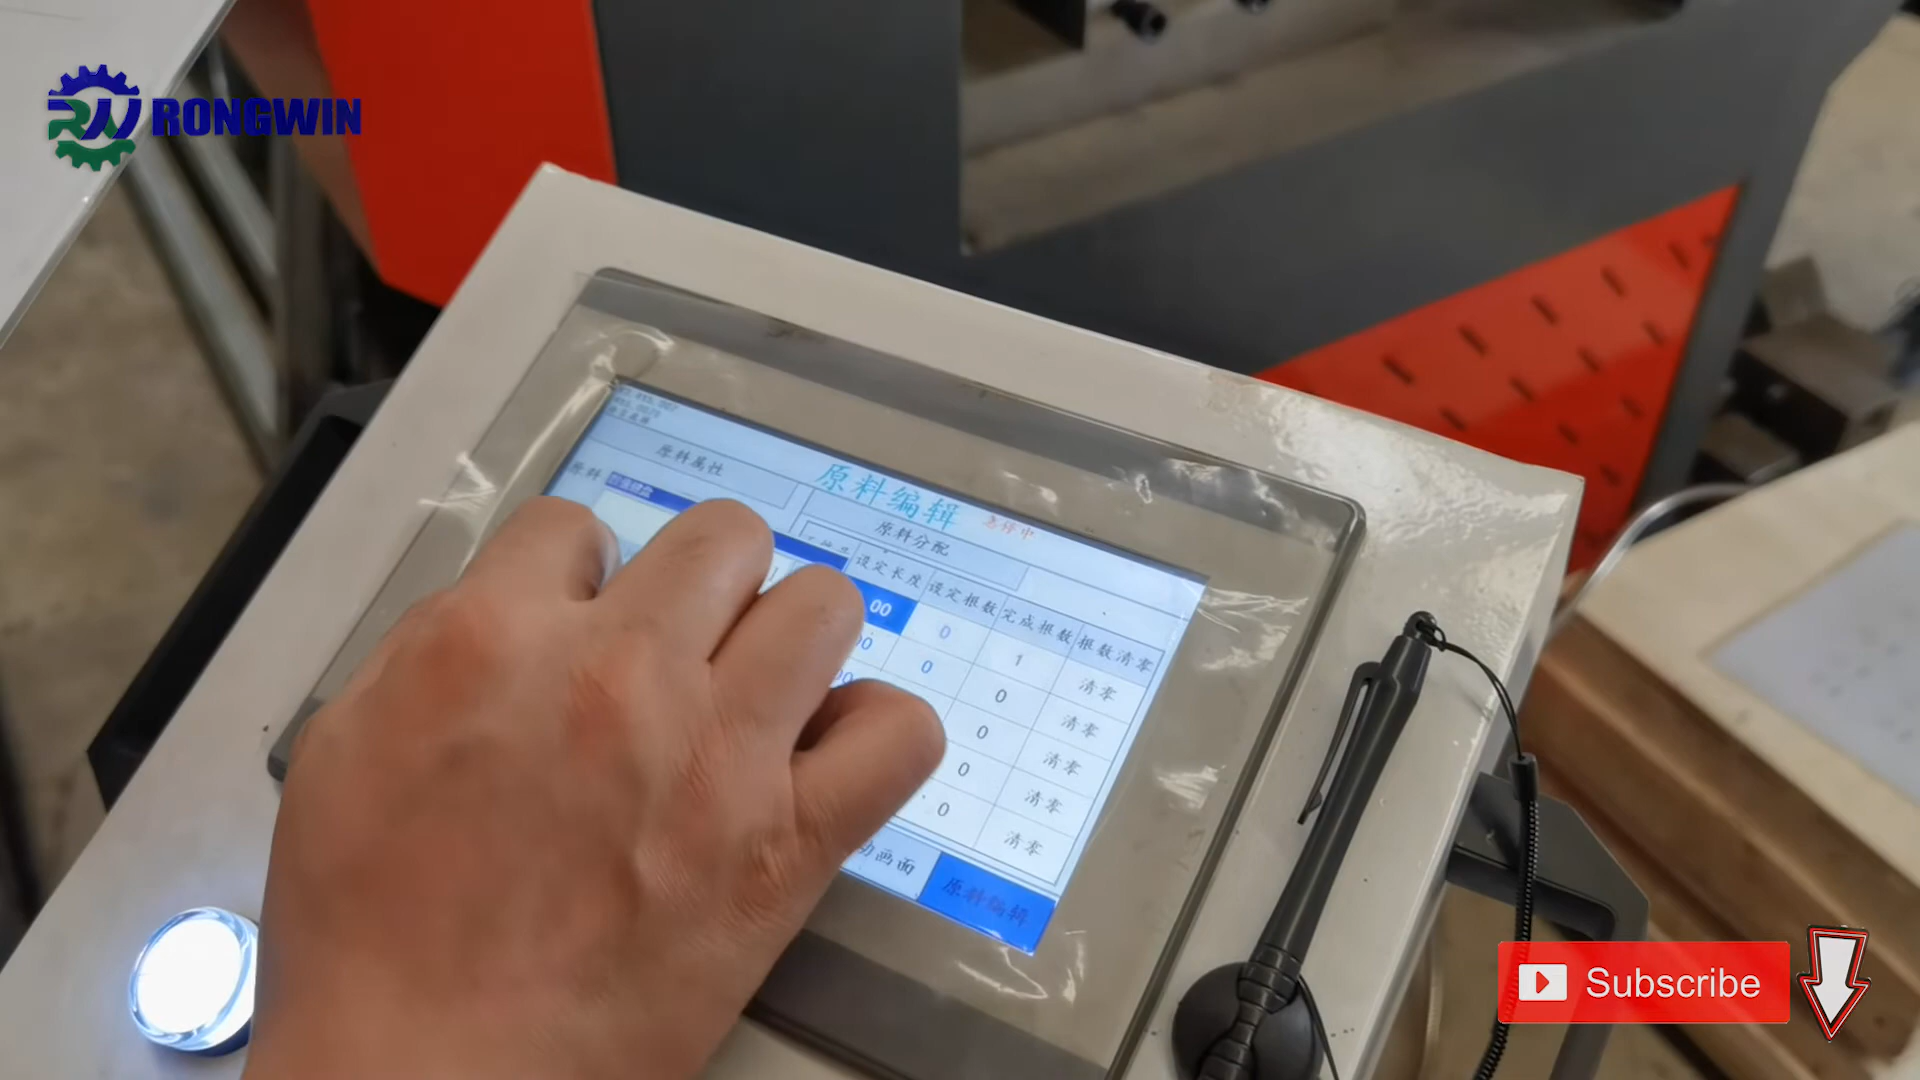 RONGWIN
原料编辑 急停中
原料属性
原料分配
原料
设定长度 设定根数 完成根数 根数清零
00 0 1 清零
00 0 0 清零
00 0 清零
0 清零
0 清零
动画面 原料编辑
Subscribe